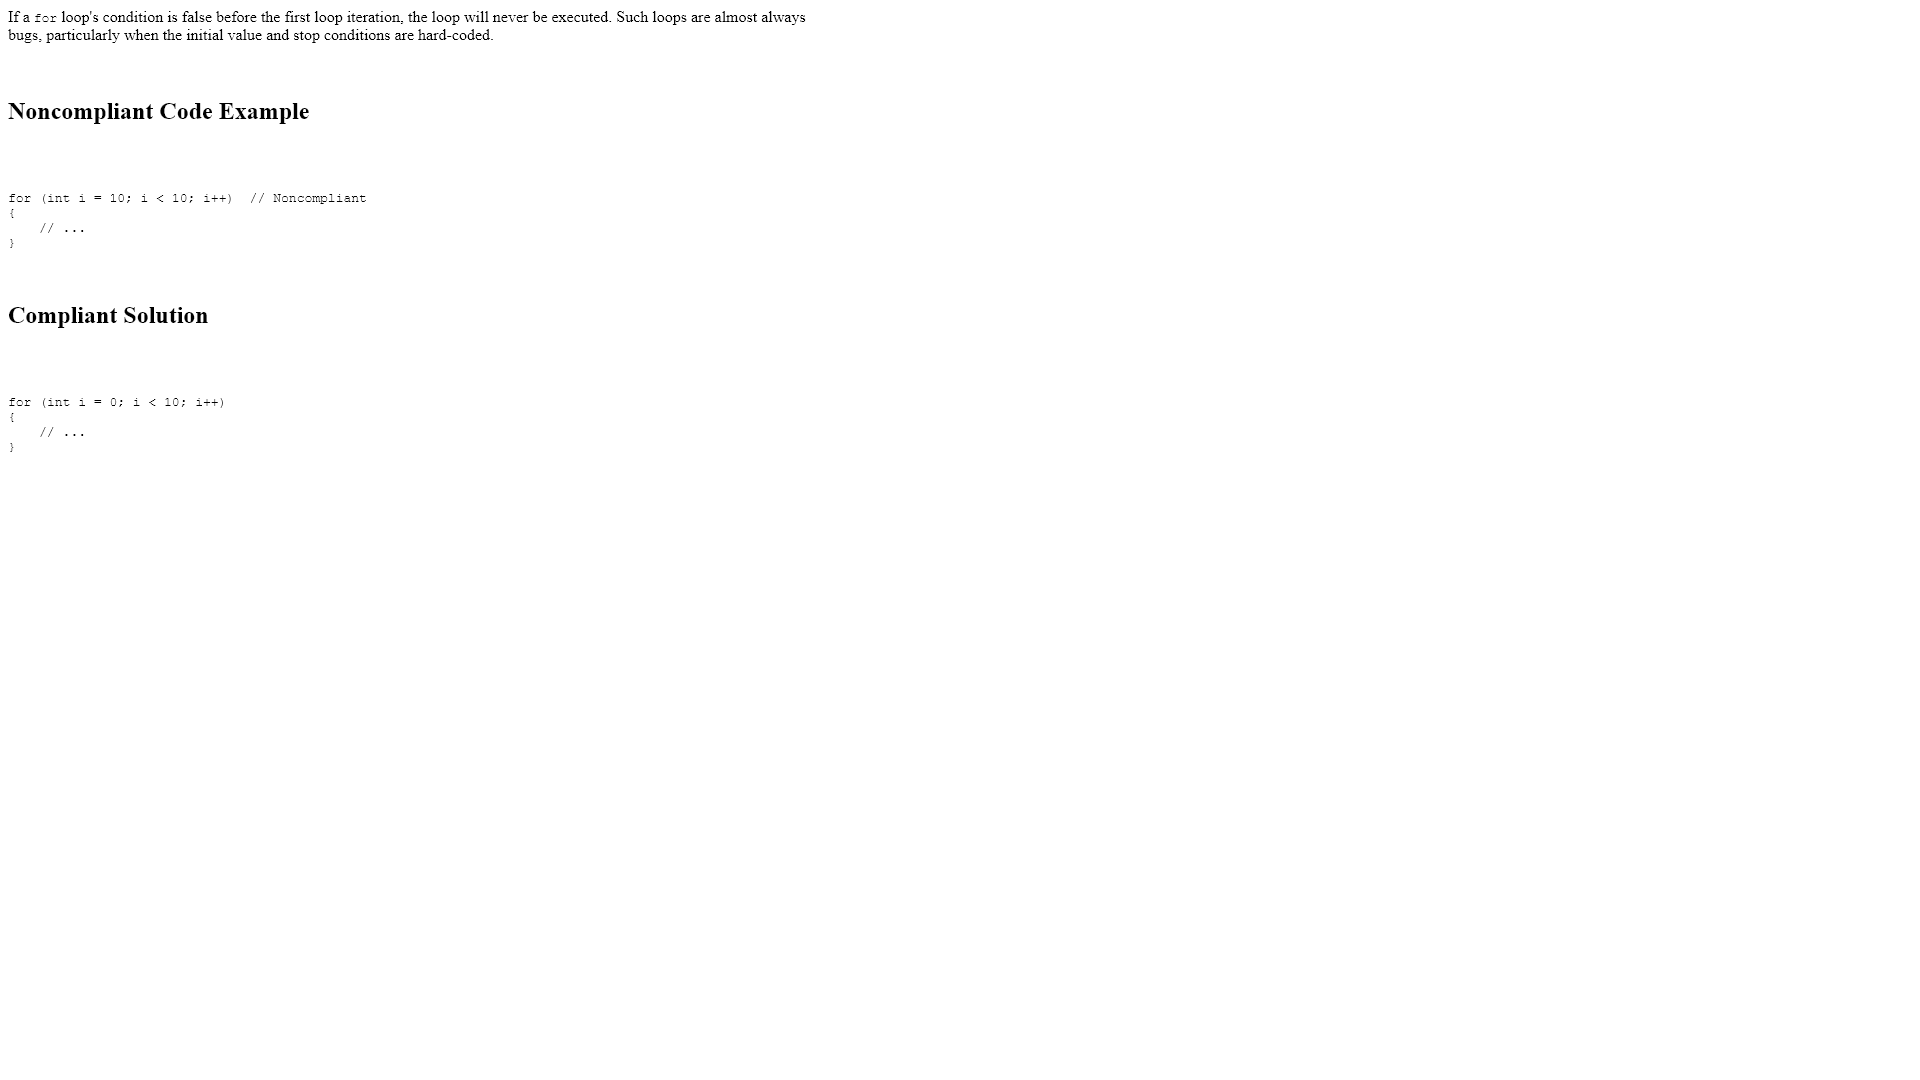 If a for loop's condition is false before the first loop iteration, the loop will never be executed. Such loops are almost always
bugs, particularly when the initial value and stop conditions are hard-coded.
Noncompliant Code Example
for (int i = 10; i < 10; i++)  // Noncompliant
{
    // ...
}
Compliant Solution
for (int i = 0; i < 10; i++)
{
    // ...
}